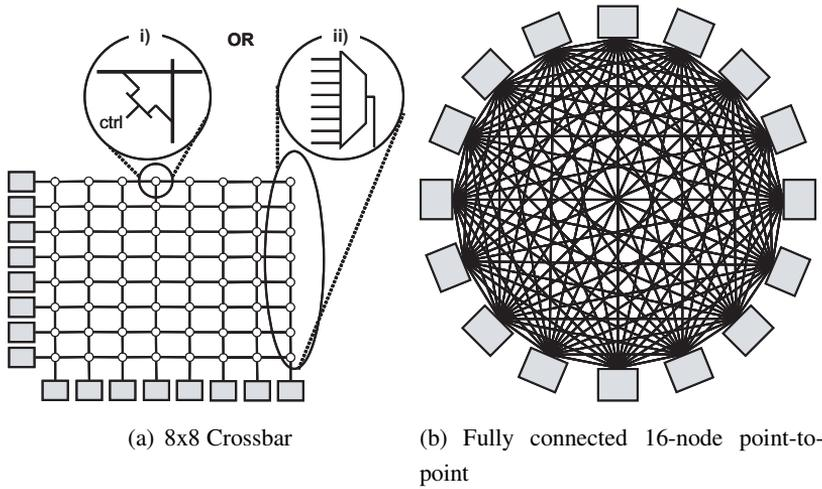 i)
OR
ii)
ctrl
(a) 8x8 Crossbar
(b) Fully connected 16-node point-to-
point